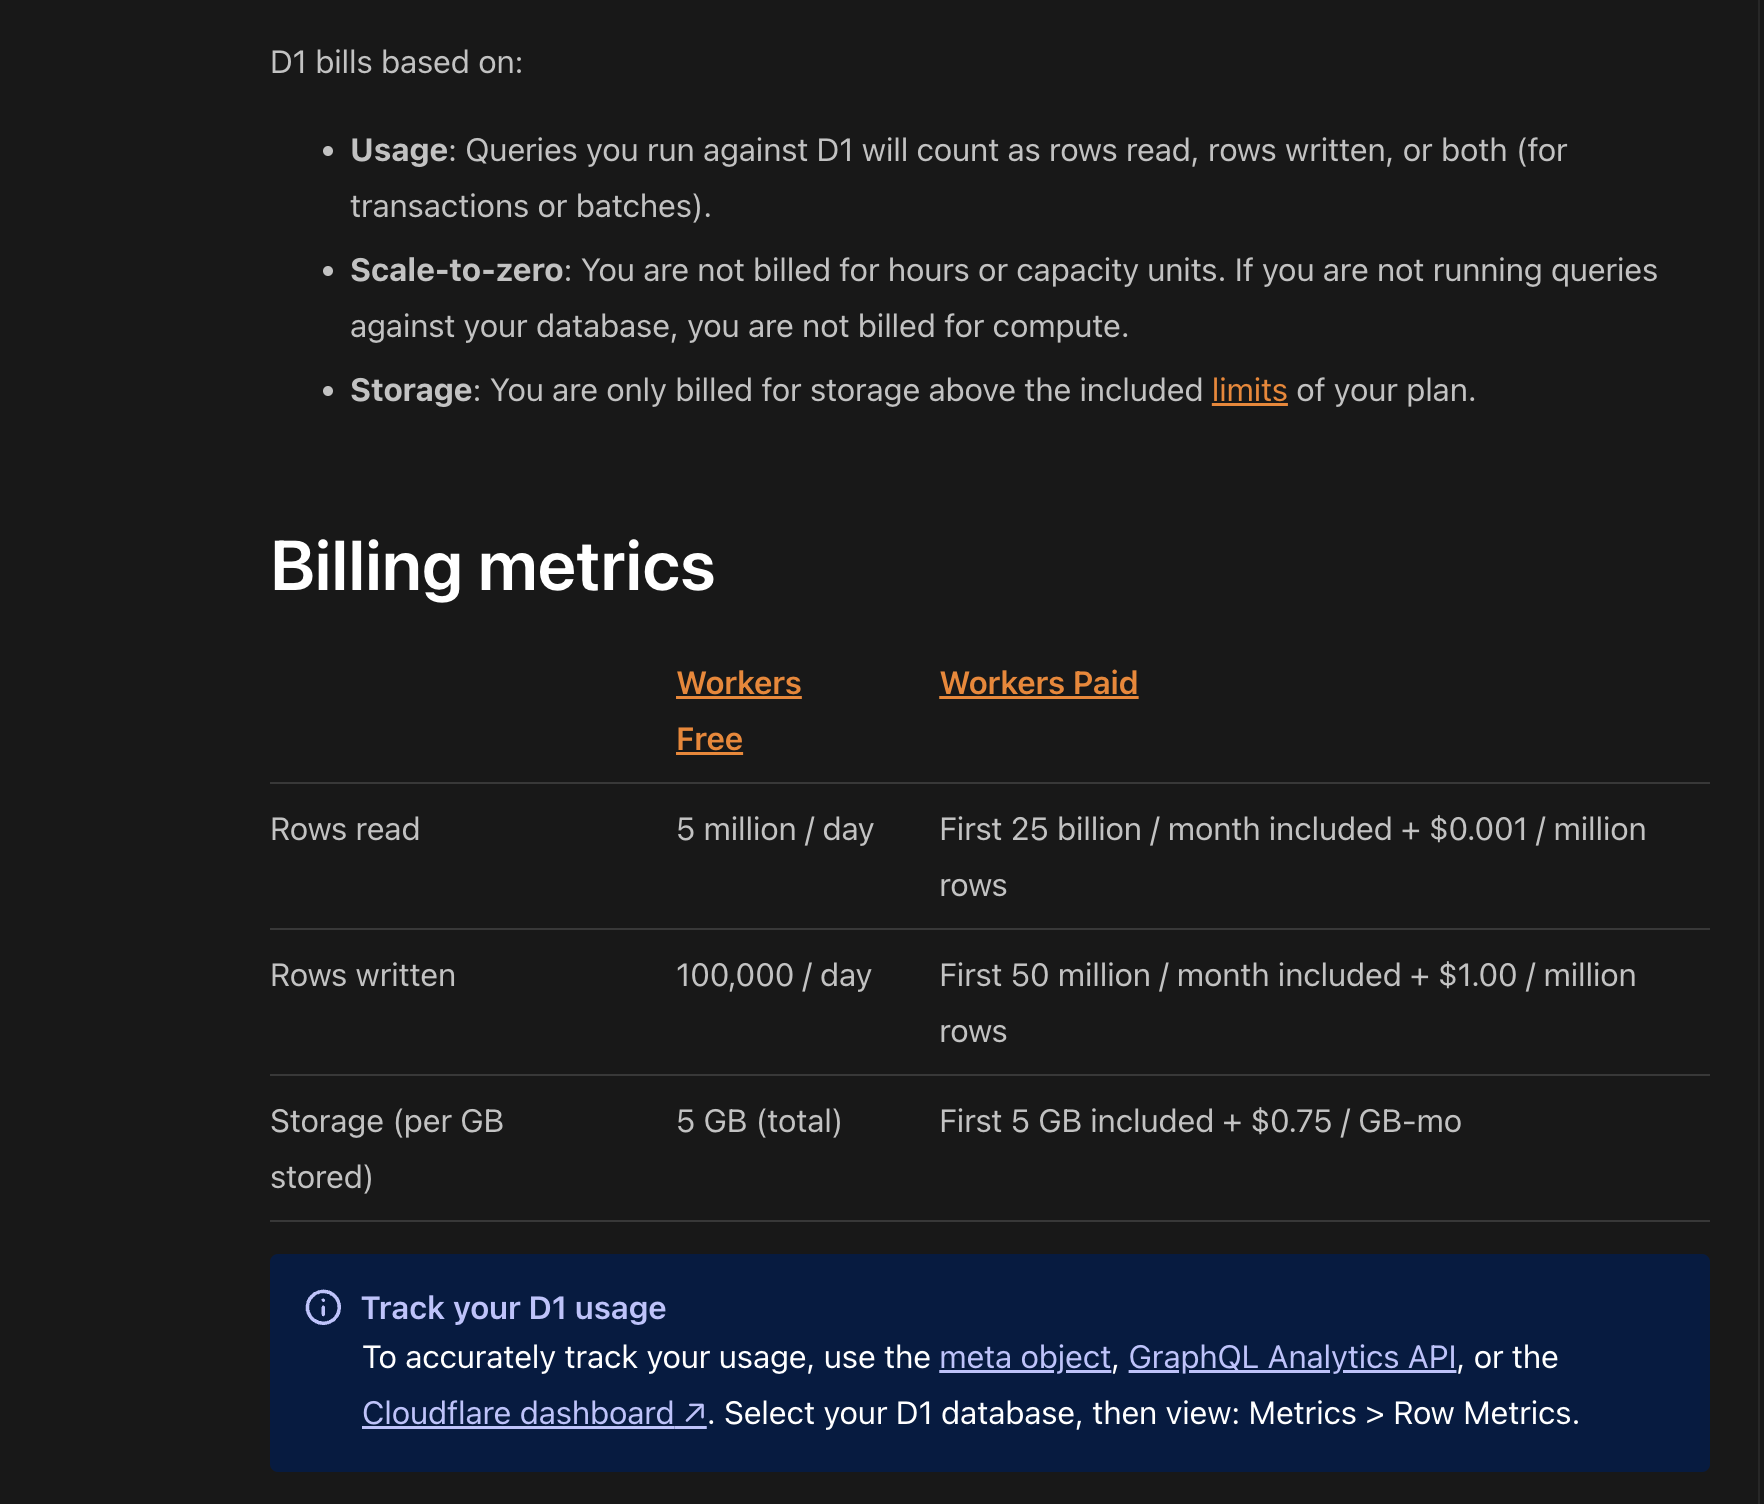 D1 bills based on:
• Usage: Queries you run against D1 will count as rows read, rows written, or both (for
transactions or batches).
• Scale-to-zero: You are not billed for hours or capacity units. If you are not running queries
against your database, you are not billed for compute.
• Storage: You are only billed for storage above the included limits of your plan.
Billing metrics
Workers Free
Workers Paid
Rows read
5 million / day
First 25 billion / month included + $0.001 / million
rows
Rows written
100,000 / day
First 50 million / month included + $1.00 / million
rows
Storage (per GB
stored)
5 GB (total)
First 5 GB included + $0.75 / GB-mo
Track your D1 usage
To accurately track your usage, use the meta object, GraphQL Analytics API, or the
Cloudflare dashboard ↗. Select your D1 database, then view: Metrics > Row Metrics.